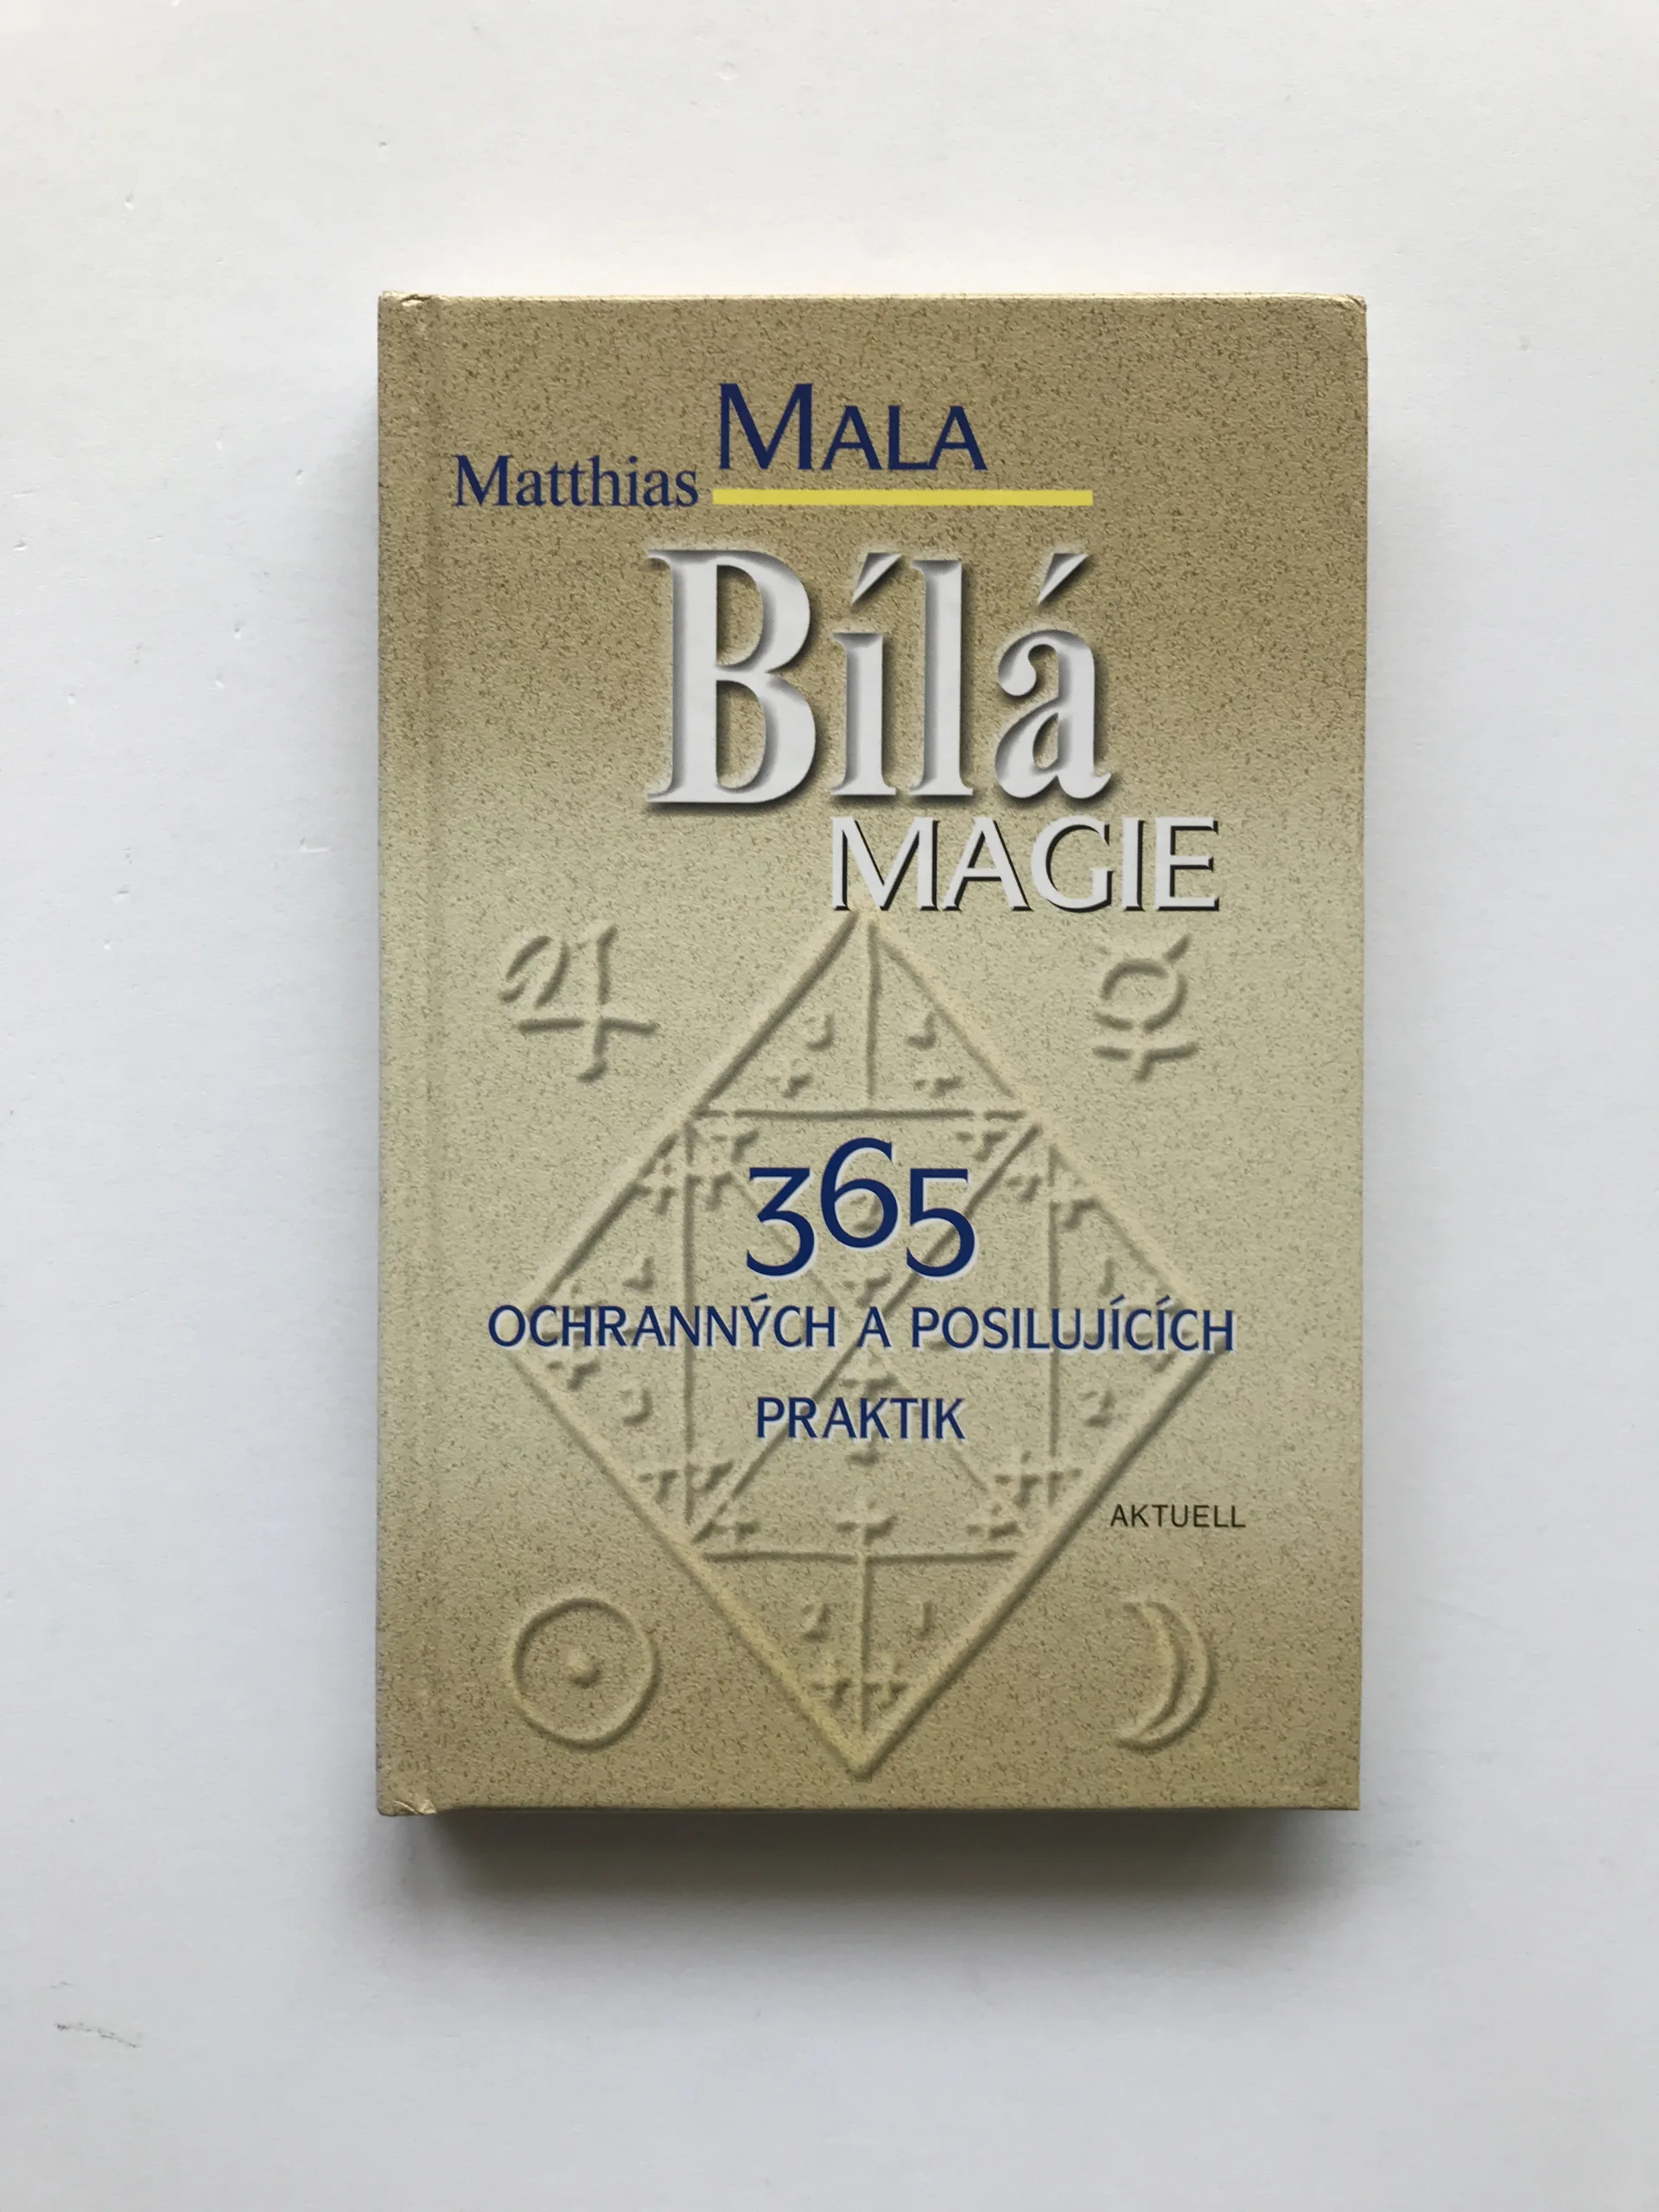 Matthias MALA
Bílá
MAGIE
365
OCHRANNÝCH A POSILUJÍCÍCH
PRAKTIK
AKTUELL